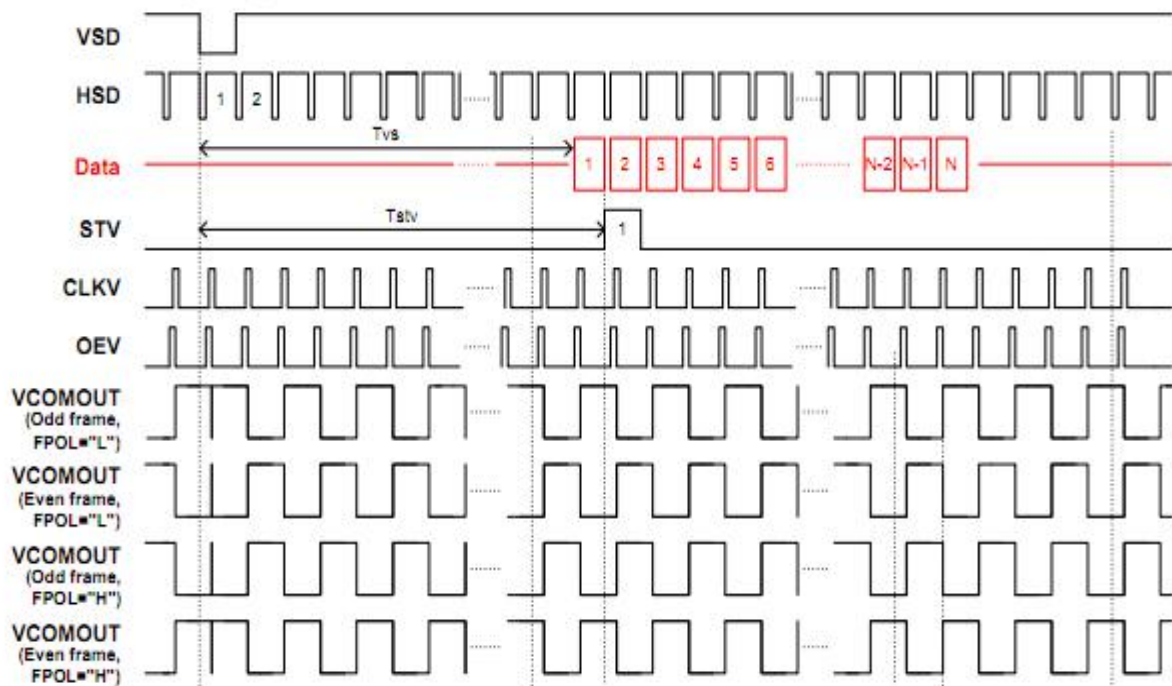 VSD
HSD
1 2
Tvs
Data
1 2 3 4 5 6 N-2 N-1 N
Tstv
STV
1
CLKV
OEV
VCOMOUT
(Odd frame,
FPOL="L")
VCOMOUT
(Even frame,
FPOL="L")
VCOMOUT
(Odd frame,
FPOL="H")
VCOMOUT
(Even frame,
FPOL="H")